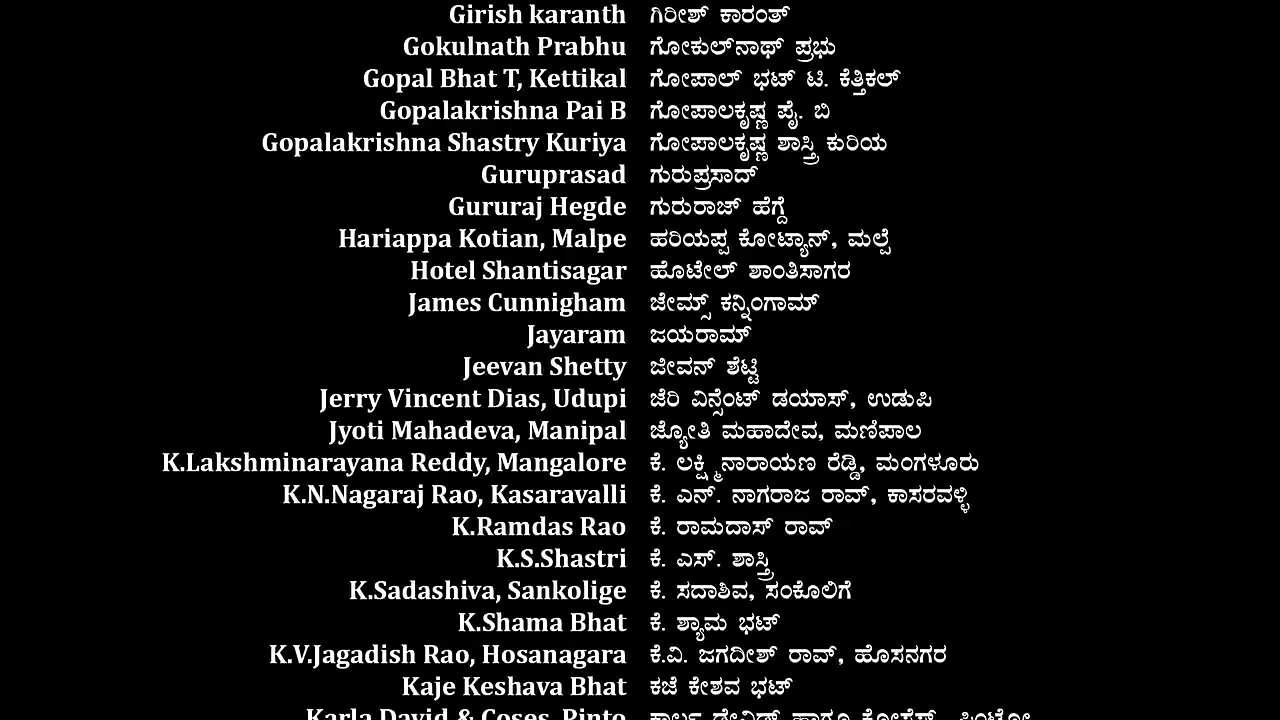 Girish karanth ಗಿರೀಶ್ ಕಾರಂತ್
Gokulnath Prabhu ಗೋಕುಲ್‌ನಾಥ್ ಪ್ರಭು
Gopal Bhat T, Kettikal ಗೋಪಾಲ್ ಭಟ್ ಟಿ. ಕೆತ್ತಿಕಲ್
Gopalakrishna Pai B ಗೋಪಾಲಕೃಷ್ಣ ಪೈ. ಬಿ
Gopalakrishna Shastry Kuriya ಗೋಪಾಲಕೃಷ್ಣ ಶಾಸ್ತ್ರಿ ಕುರಿಯ
Guruprasad ಗುರುಪ್ರಸಾದ್
Gururaj Hegde ಗುರುರಾಜ್ ಹೆಗ್ದೆ
Hariappa Kotian, Malpe ಹರಿಯಪ್ಪ ಕೋಟ್ಯಾನ್, ಮಲ್ಪೆ
Hotel Shantisagar ಹೊಟೇಲ್ ಶಾಂತಿಸಾಗರ
James Cunnigham ಜೇಮ್ಸ್ ಕನ್ನಿಂಗಾಮ್
Jayaram ಜಯರಾಮ್
Jeevan Shetty ಜೀವನ್ ಶೆಟ್ಟಿ
Jerry Vincent Dias, Udupi ಜೆರಿ ವಿನ್ಸೆಂಟ್ ಡಯಾಸ್, ಉಡುಪಿ
Jyoti Mahadeva, Manipal ಜ್ಯೋತಿ ಮಹಾದೇವ, ಮಣಿಪಾಲ
K.Lakshminarayana Reddy, Mangalore ಕೆ. ಲಕ್ಷ್ಮಿನಾರಾಯಣ ರೆಡ್ಡಿ, ಮಂಗಳೂರು
K.N.Nagaraj Rao, Kasaravalli ಕೆ. ಎನ್. ನಾಗರಾಜ ರಾವ್, ಕಾಸರವಳ್ಳಿ
K.Ramdas Rao ಕೆ. ರಾಮದಾಸ್ ರಾವ್
K.S.Shastri ಕೆ. ಎಸ್. ಶಾಸ್ತ್ರಿ
K.Sadashiva, Sankolige ಕೆ. ಸದಾಶಿವ, ಸಂಕೊಲಿಗೆ
K.Shama Bhat ಕೆ. ಶ್ಯಾಮ ಭಟ್
K.V.Jagadish Rao, Hosanagara ಕೆ.ವಿ. ಜಗದೀಶ್ ರಾವ್, ಹೊಸನಗರ
Kaje Keshava Bhat ಕಜೆ ಕೇಶವ ಭಟ್
Karla David & Coses, Pinto